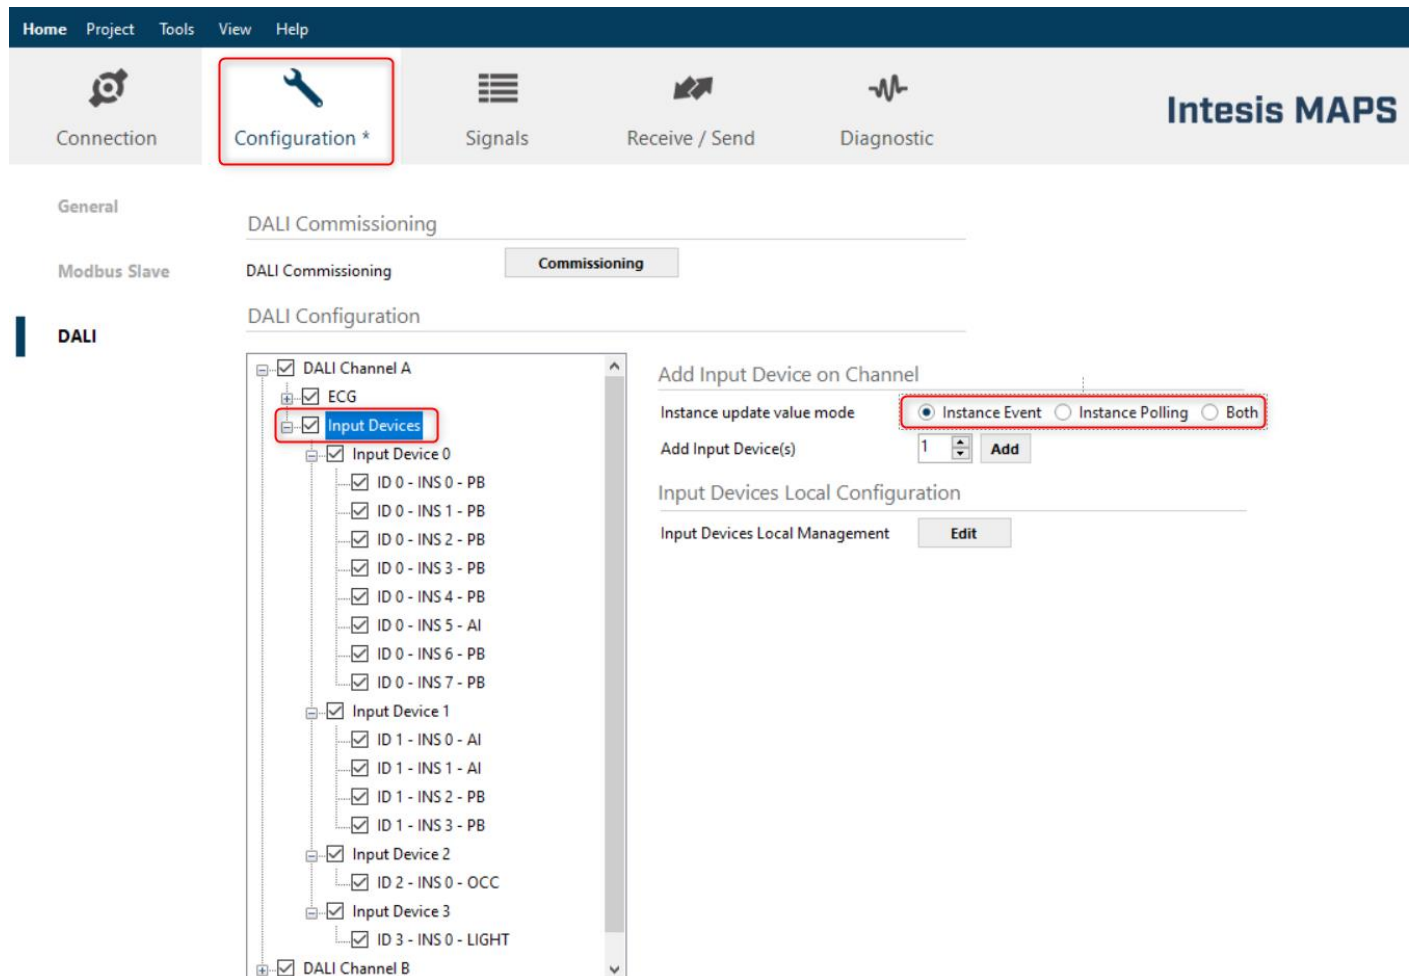 Home Project Tools View Help
Connection
Configuration *
Signals
Receive / Send
Diagnostic
Intesis MAPS
General
Modbus Slave
DALI
DALI Commissioning
DALI Commissioning Commissioning
DALI Configuration
DALI Channel A
ECG
Input Devices
Input Device 0
ID 0 - INS 0 - PB
ID 0 - INS 1 - PB
ID 0 - INS 2 - PB
ID 0 - INS 3 - PB
ID 0 - INS 4 - PB
ID 0 - INS 5 - AI
ID 0 - INS 6 - PB
ID 0 - INS 7 - PB
Input Device 1
ID 1 - INS 0 - AI
ID 1 - INS 1 - AI
ID 1 - INS 2 - PB
ID 1 - INS 3 - PB
Input Device 2
ID 2 - INS 0 - OCC
Input Device 3
ID 3 - INS 0 - LIGHT
DALI Channel B
Add Input Device on Channel
Instance update value mode Instance Event Instance Polling Both
Add Input Device(s) 1 Add
Input Devices Local Configuration
Input Devices Local Management Edit